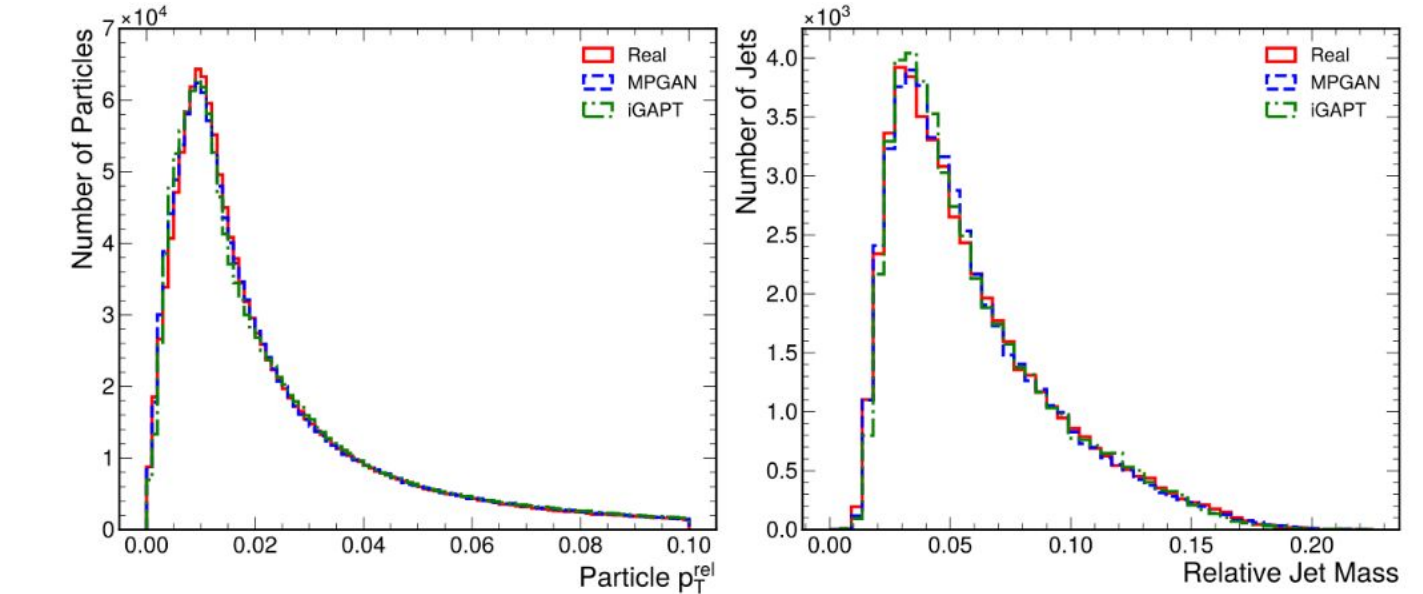 7 ×10⁴
6
5
4
3
2
1
0
Number of Particles
Real
MPGAN
iGAPT
0.00 0.02 0.04 0.06 0.08 0.10
Particle p_T^rel
×10³
4.0
3.5
3.0
2.5
2.0
1.5
1.0
0.5
0.0
Number of Jets
Real
MPGAN
iGAPT
0.00 0.05 0.10 0.15 0.20
Relative Jet Mass